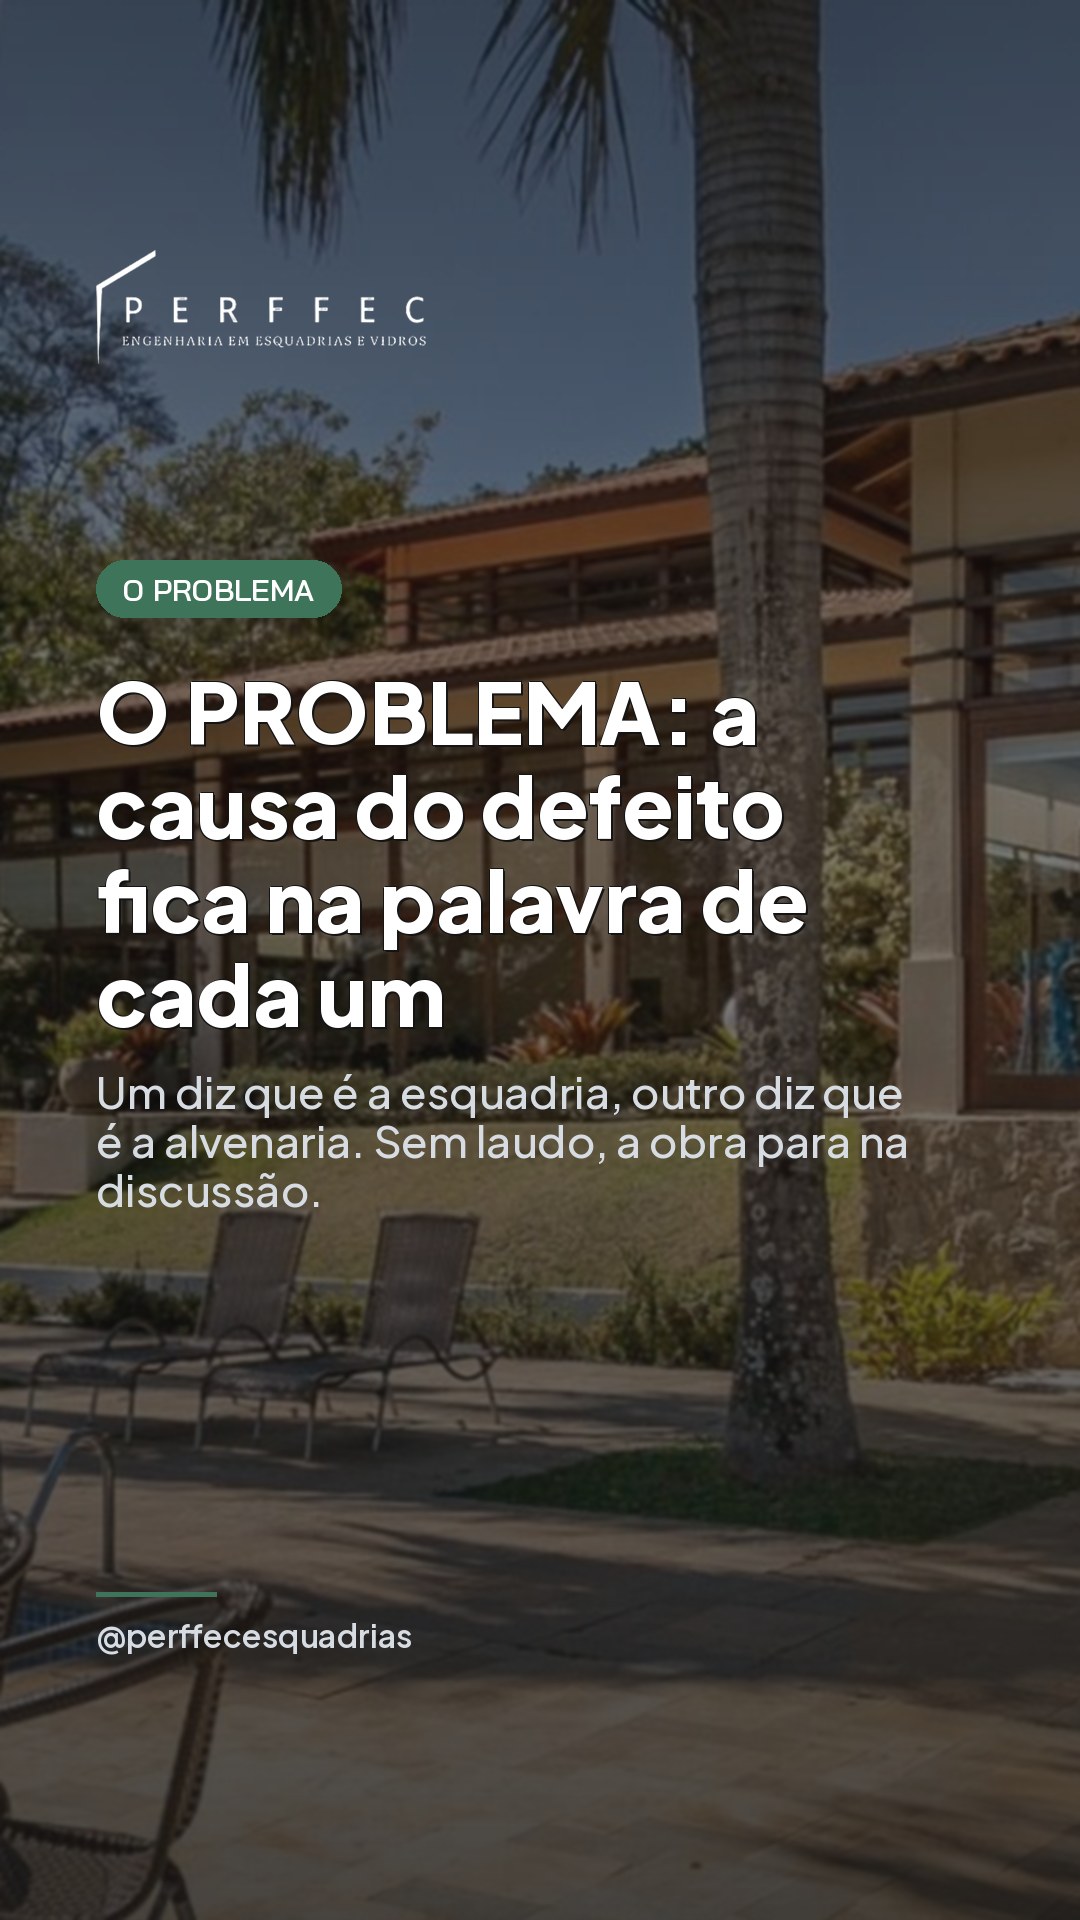 PERFFEC
ENGENHARIA EM ESQUADRIAS E VIDROS
O PROBLEMA
O PROBLEMA: a
causa do defeito
fica na palavra de
cada um
Um diz que é a esquadria, outro diz que
é a alvenaria. Sem laudo, a obra para na
discussão.
@perffecesquadrias